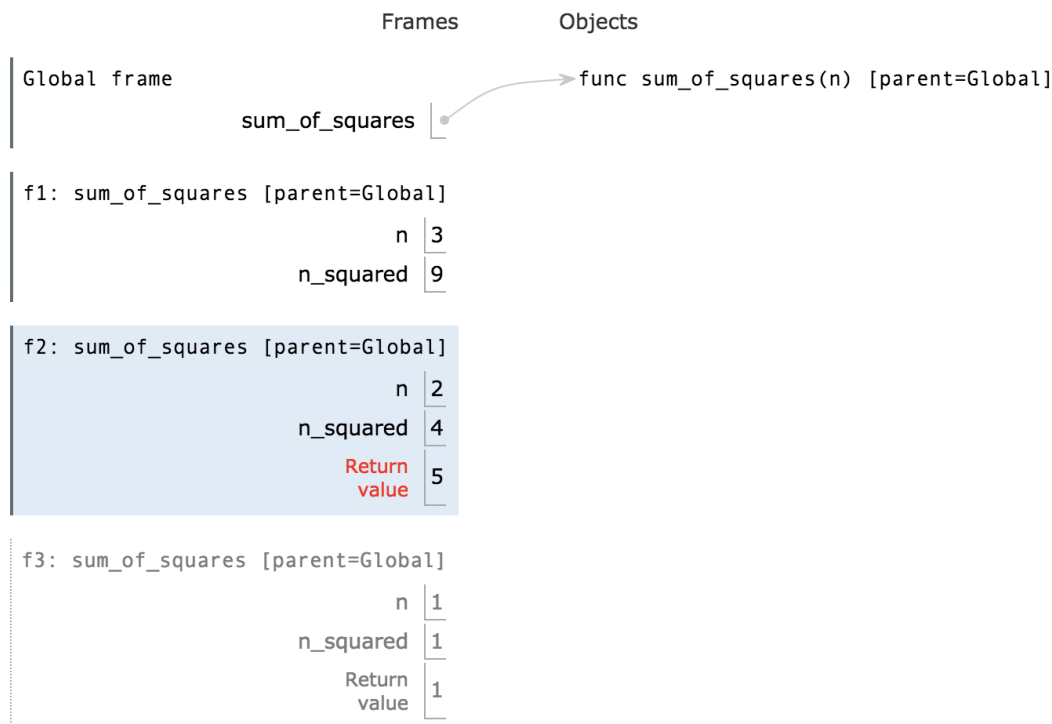 Frames Objects
Global frame func sum_of_squares(n) [parent=Global]
sum_of_squares
f1: sum_of_squares [parent=Global]
n 3
n_squared 9
f2: sum_of_squares [parent=Global]
n 2
n_squared 4
Return
value 5
f3: sum_of_squares [parent=Global]
n 1
n_squared 1
Return
value 1